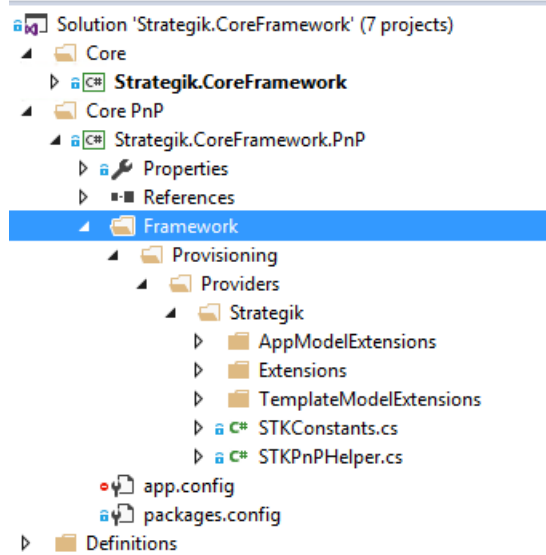 Solution 'Strategik.CoreFramework' (7 projects)
Core
C# Strategik.CoreFramework
Core PnP
C# Strategik.CoreFramework.PnP
Properties
References
Framework
Provisioning
Providers
Strategik
AppModelExtensions
Extensions
TemplateModelExtensions
C# STKConstants.cs
C# STKPnPHelper.cs
app.config
packages.config
Definitions